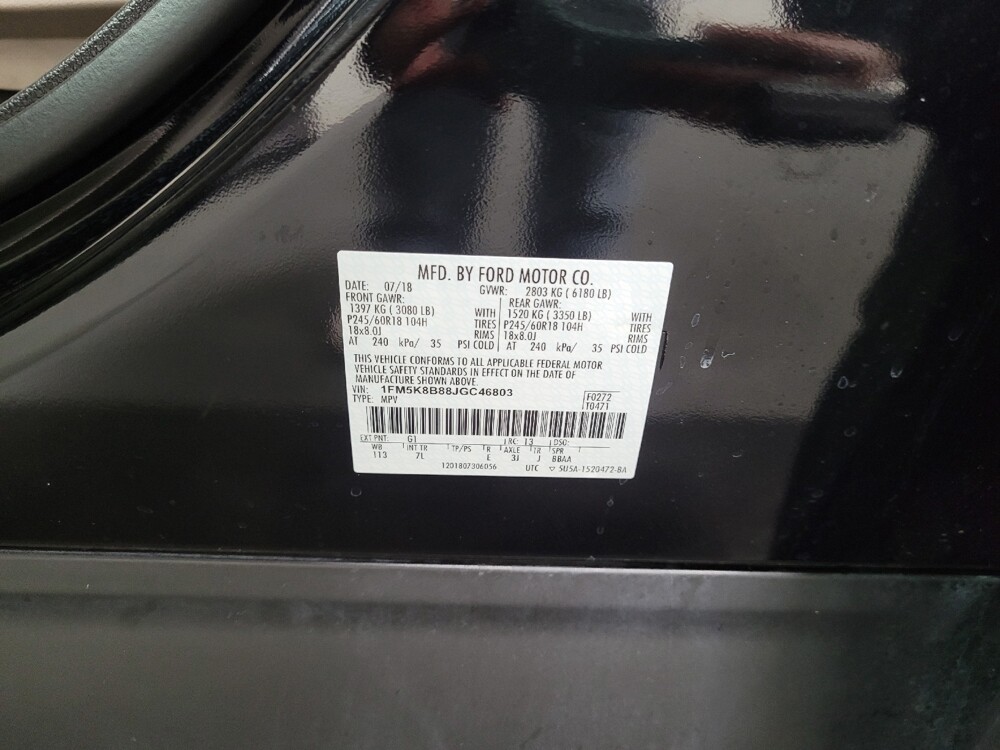 MFD. BY FORD MOTOR CO.
DATE: 07/18 GVWR: 2803 KG ( 6180 LB)
FRONT GAWR: REAR GAWR:
1397 KG ( 3080 LB) WITH 1520 KG ( 3350 LB) WITH
P245/60R18 104H TIRES P245/60R18 104H TIRES
18x8.0J RIMS 18x8.0J RIMS
AT 240 kPa/ 35 PSI COLD AT 240 kPa/ 35 PSI COLD
THIS VEHICLE CONFORMS TO ALL APPLICABLE FEDERAL MOTOR
VEHICLE SAFETY STANDARDS IN EFFECT ON THE DATE OF
MANUFACTURE SHOWN ABOVE.
VIN: 1FM5K8B88JGC46803 F0272
TYPE: MPV T0471
EXT PNT: G1 RC: 13 DSO:
WB INT TR TP/PS R AXLE TR SPR
113 7L E 3J J BBAA
1201807306056 UTC ▽ 5U5A-1520472-BA